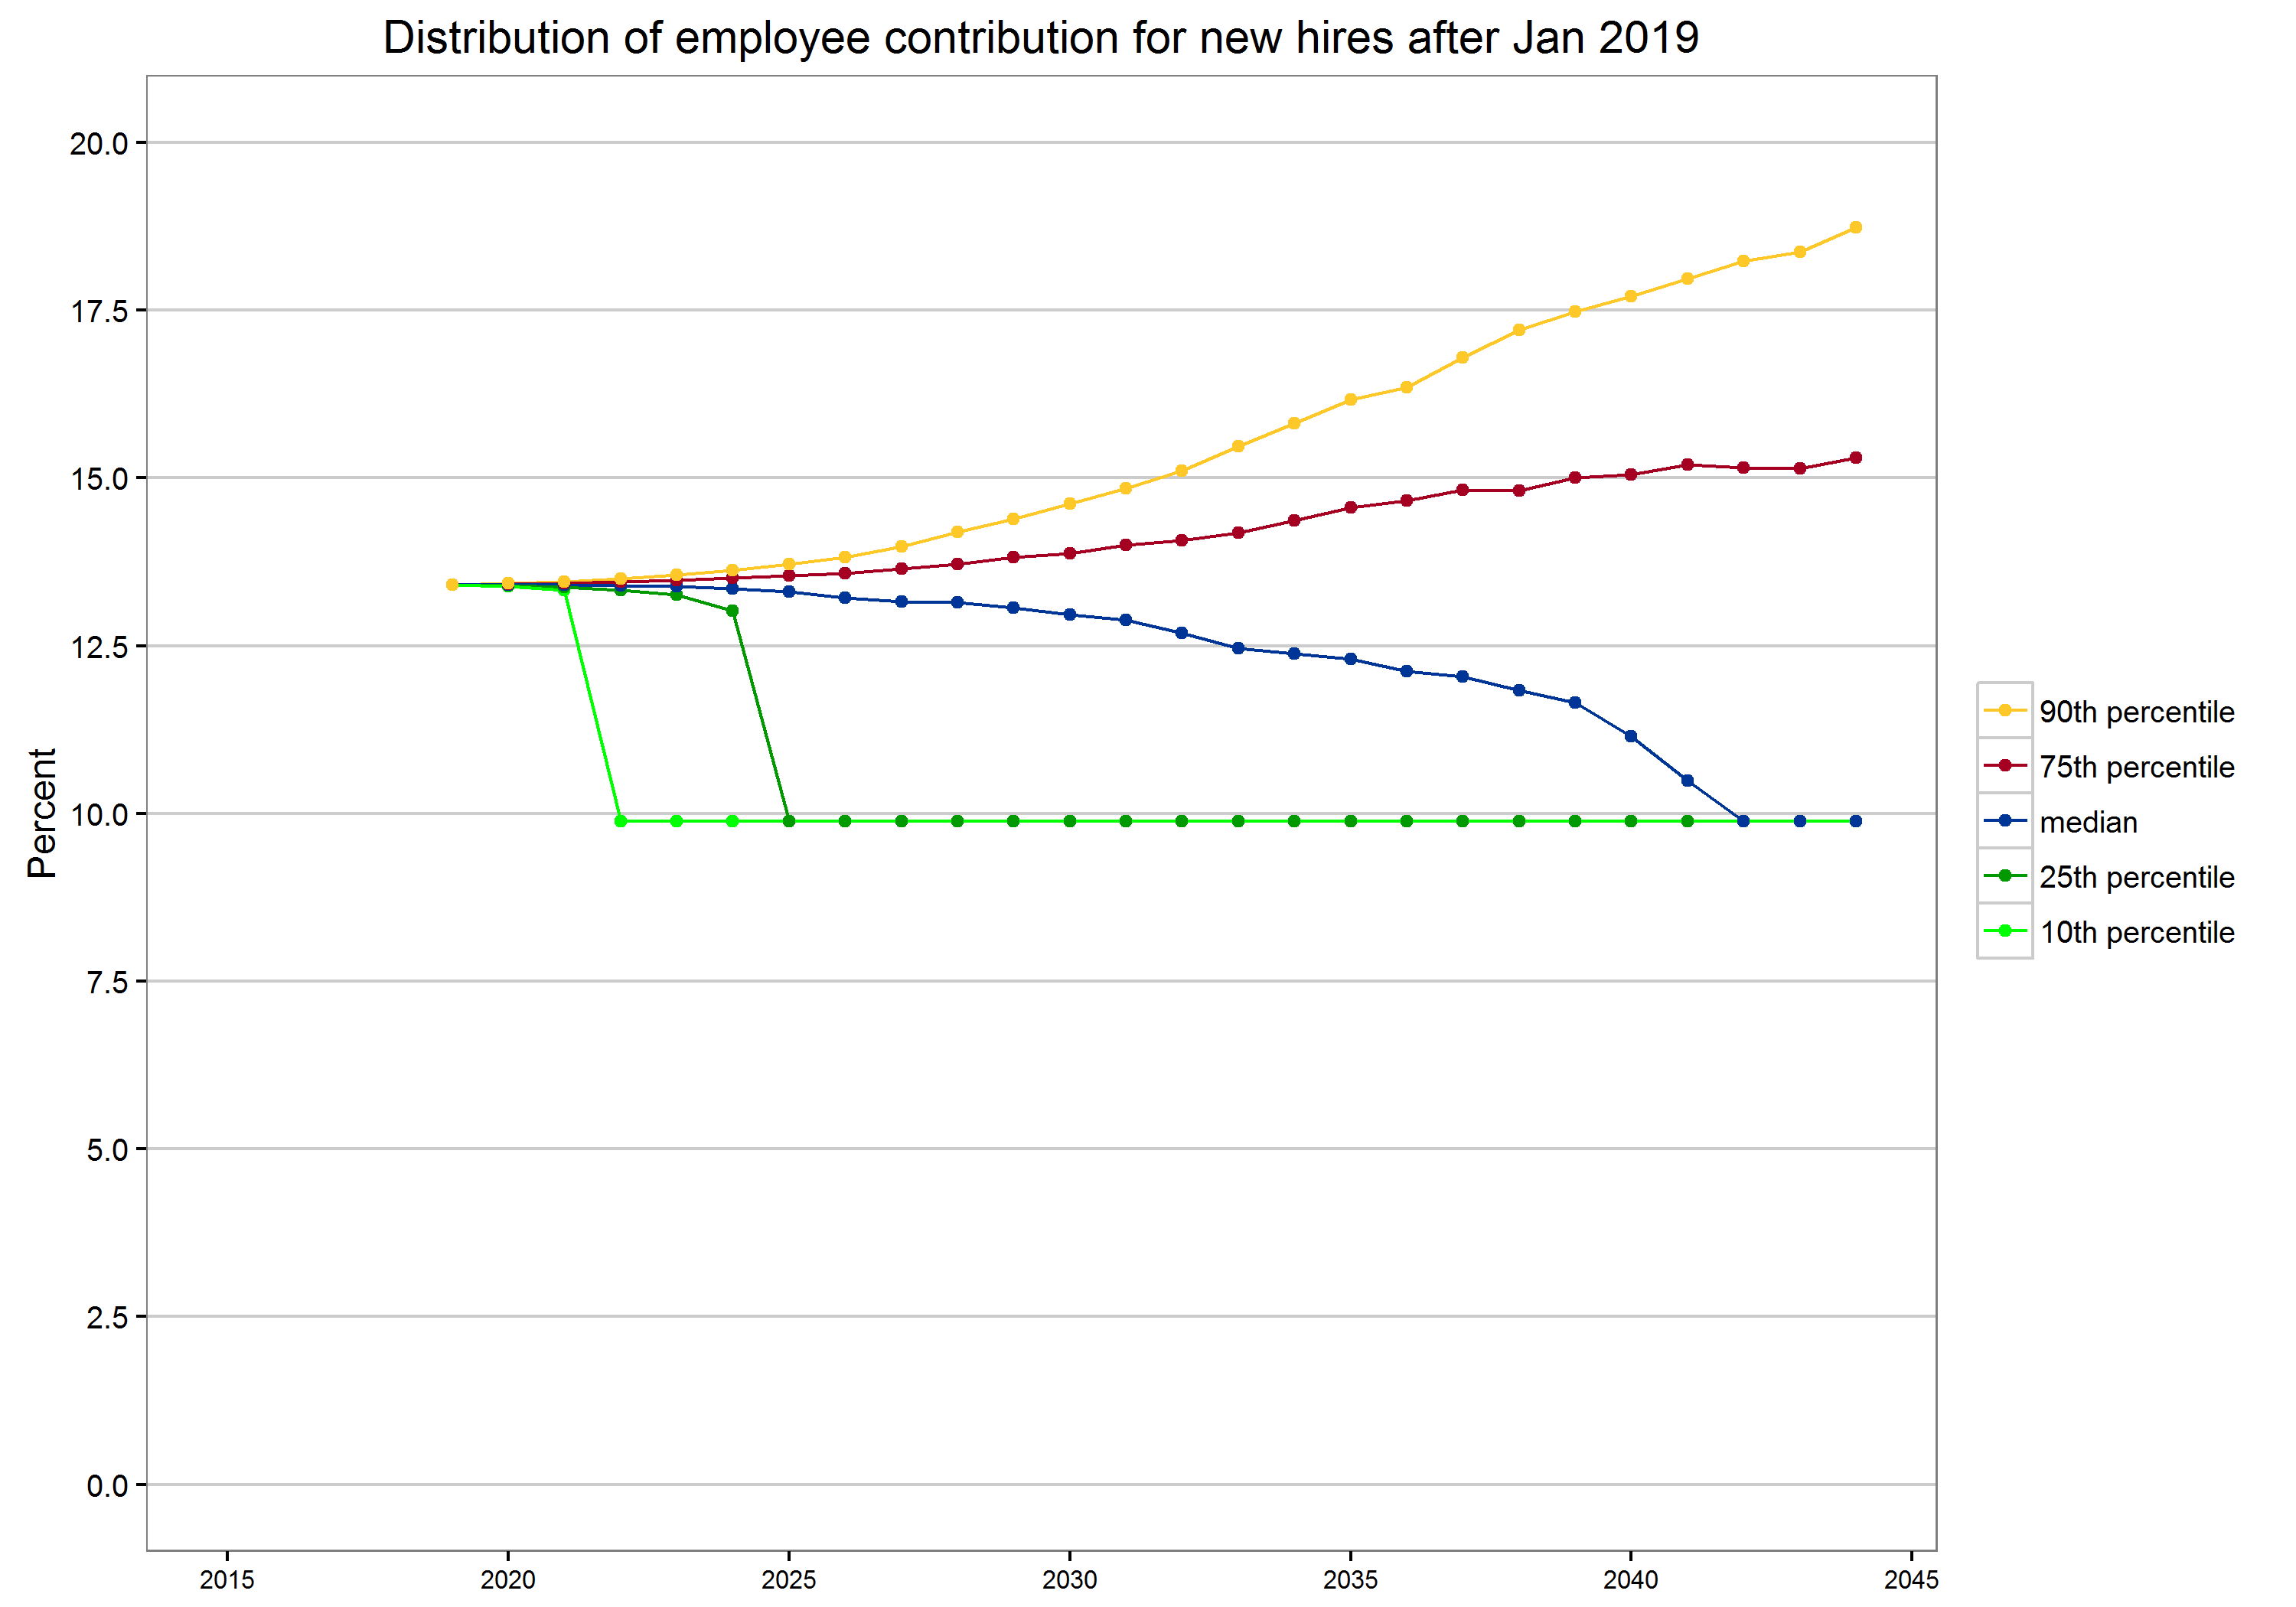 Distribution of employee contribution for new hires after Jan 2019
20.0
17.5
15.0
12.5
10.0
7.5
5.0
2.5
0.0
Percent
2015 2020 2025 2030 2035 2040 2045
90th percentile
75th percentile
median
25th percentile
10th percentile